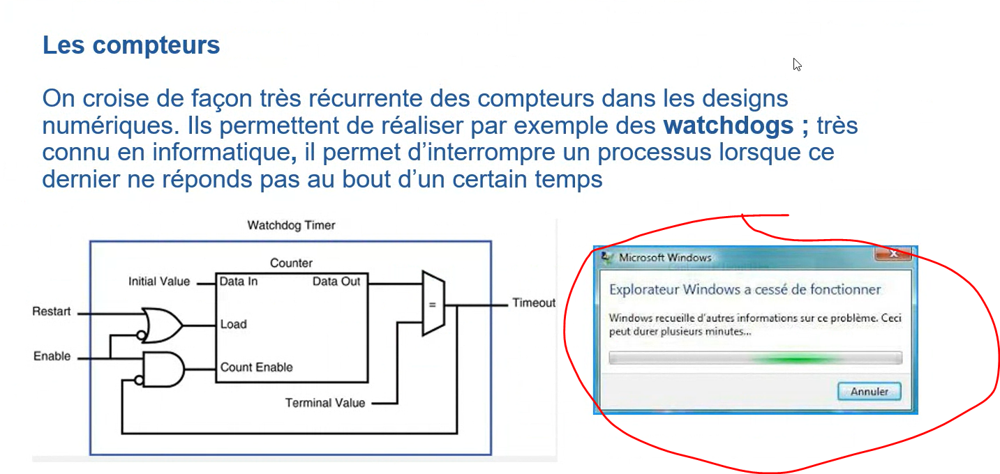 Les compteurs
On croise de façon très récurrente des compteurs dans les designs
numériques. Ils permettent de réaliser par exemple des watchdogs ; très
connu en informatique, il permet d’interrompre un processus lorsque ce
dernier ne réponds pas au bout d’un certain temps
Watchdog Timer
Counter
Initial Value
Data In
Data Out
Restart
Load
=
Timeout
Enable
Count Enable
Terminal Value
Microsoft Windows
X
Explorateur Windows a cessé de fonctionner
Windows recueille d'autres informations sur ce problème. Ceci
peut durer plusieurs minutes...
Annuler